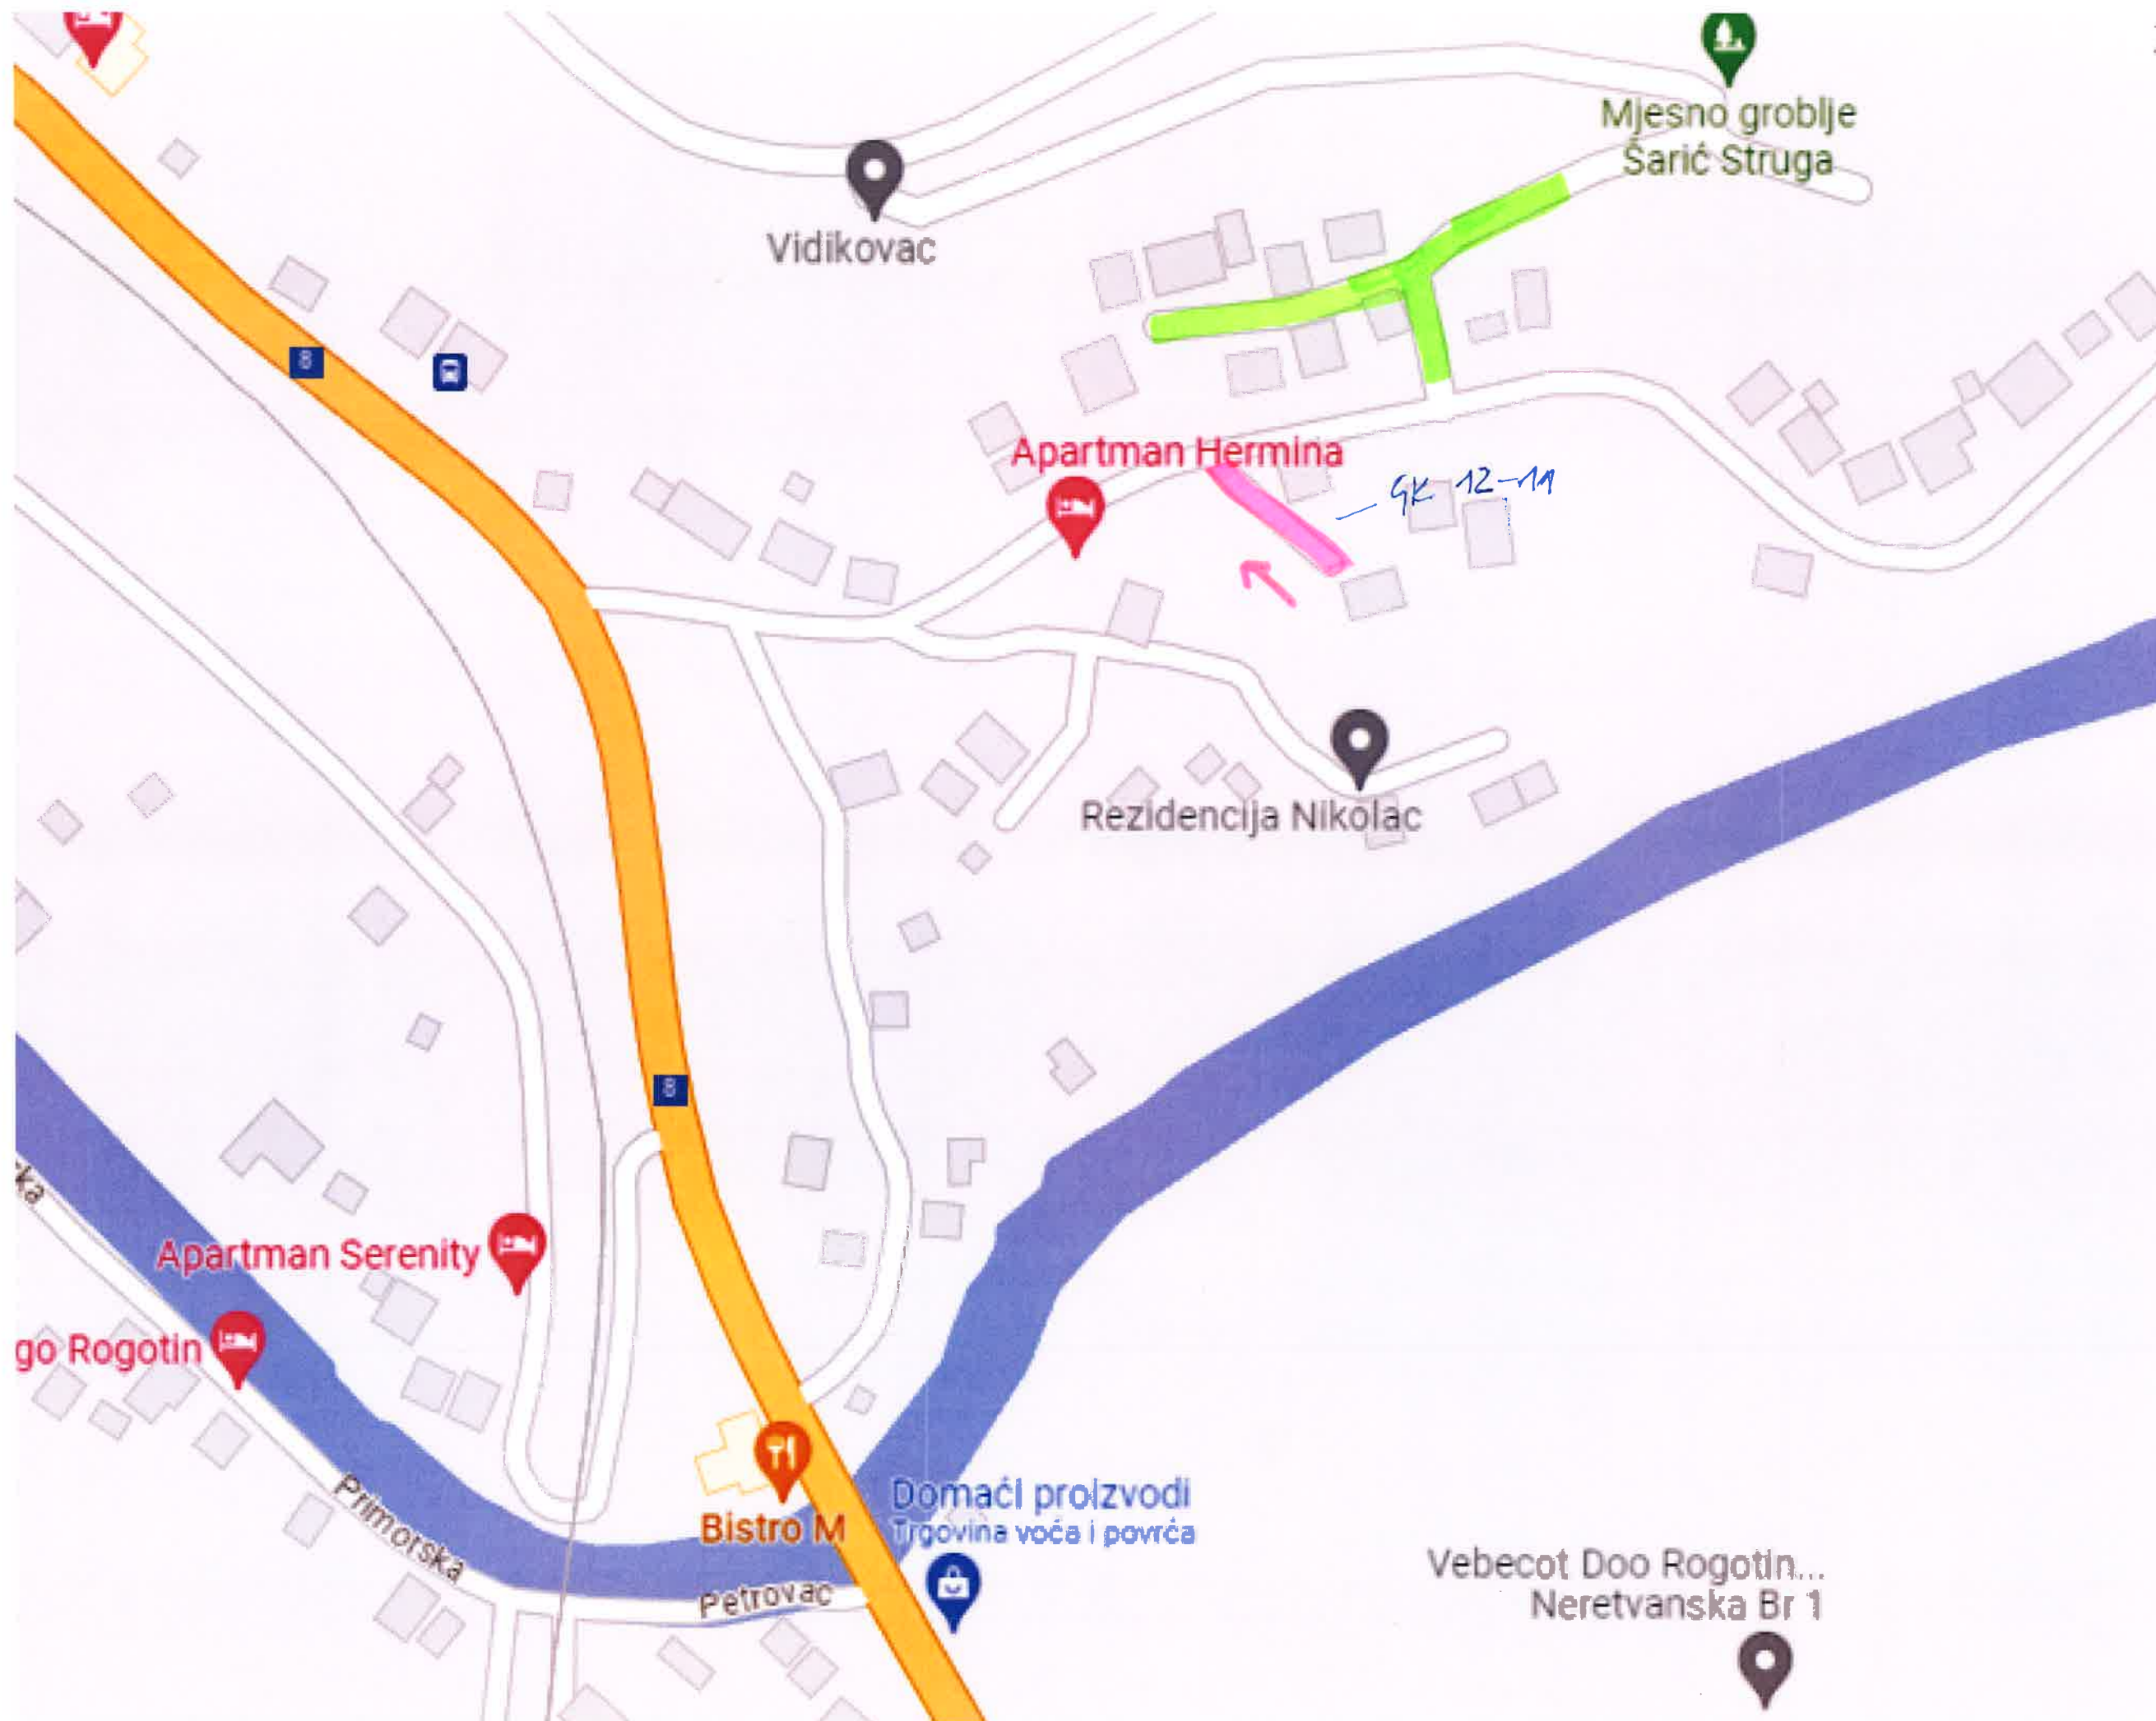 Mjesno groblje
Šarić Struga
Vidikovac
8
Apartman Hermina
GK 12-11
Rezidencija Nikolac
8
Apartman Serenity
go Rogotin
Primorska
Bistro M
Domaći proizvodi
Trgovina voća i povrća
Petrovac
Vebecot Doo Rogotin...
Neretvanska Br 1